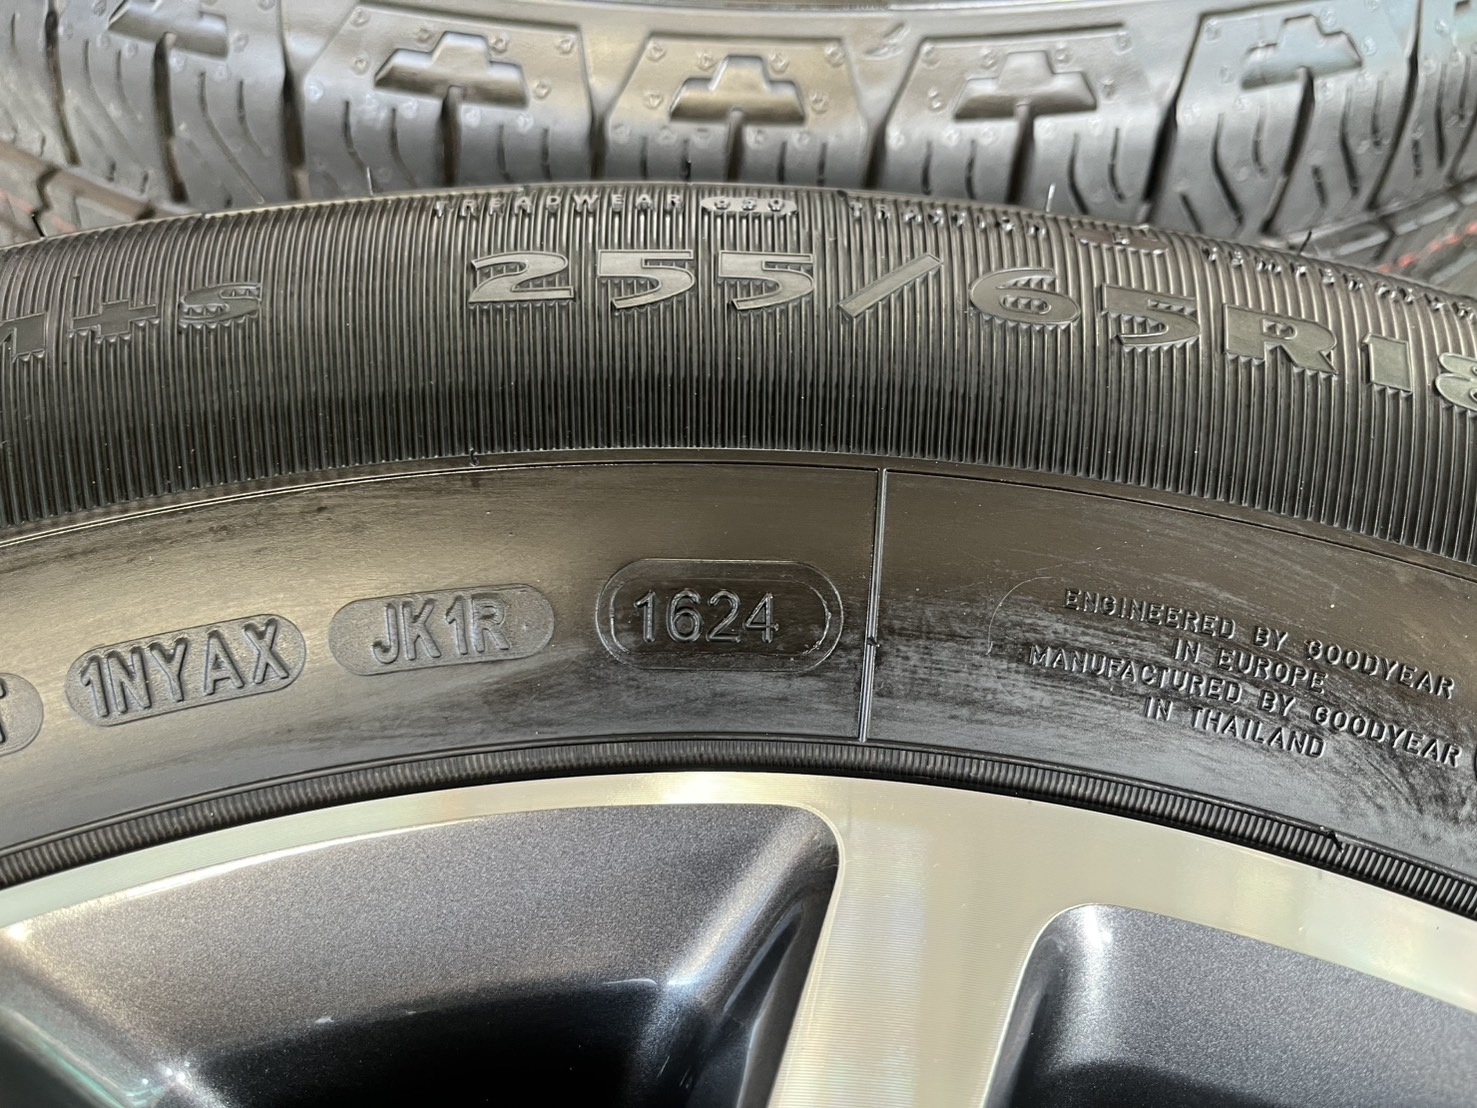 TREADWEAR
M+S 255/65R18
1NYAX JK1R 1624
ENGINEERED BY GOODYEAR
IN EUROPE
MANUFACTURED BY GOODYEAR
IN THAILAND